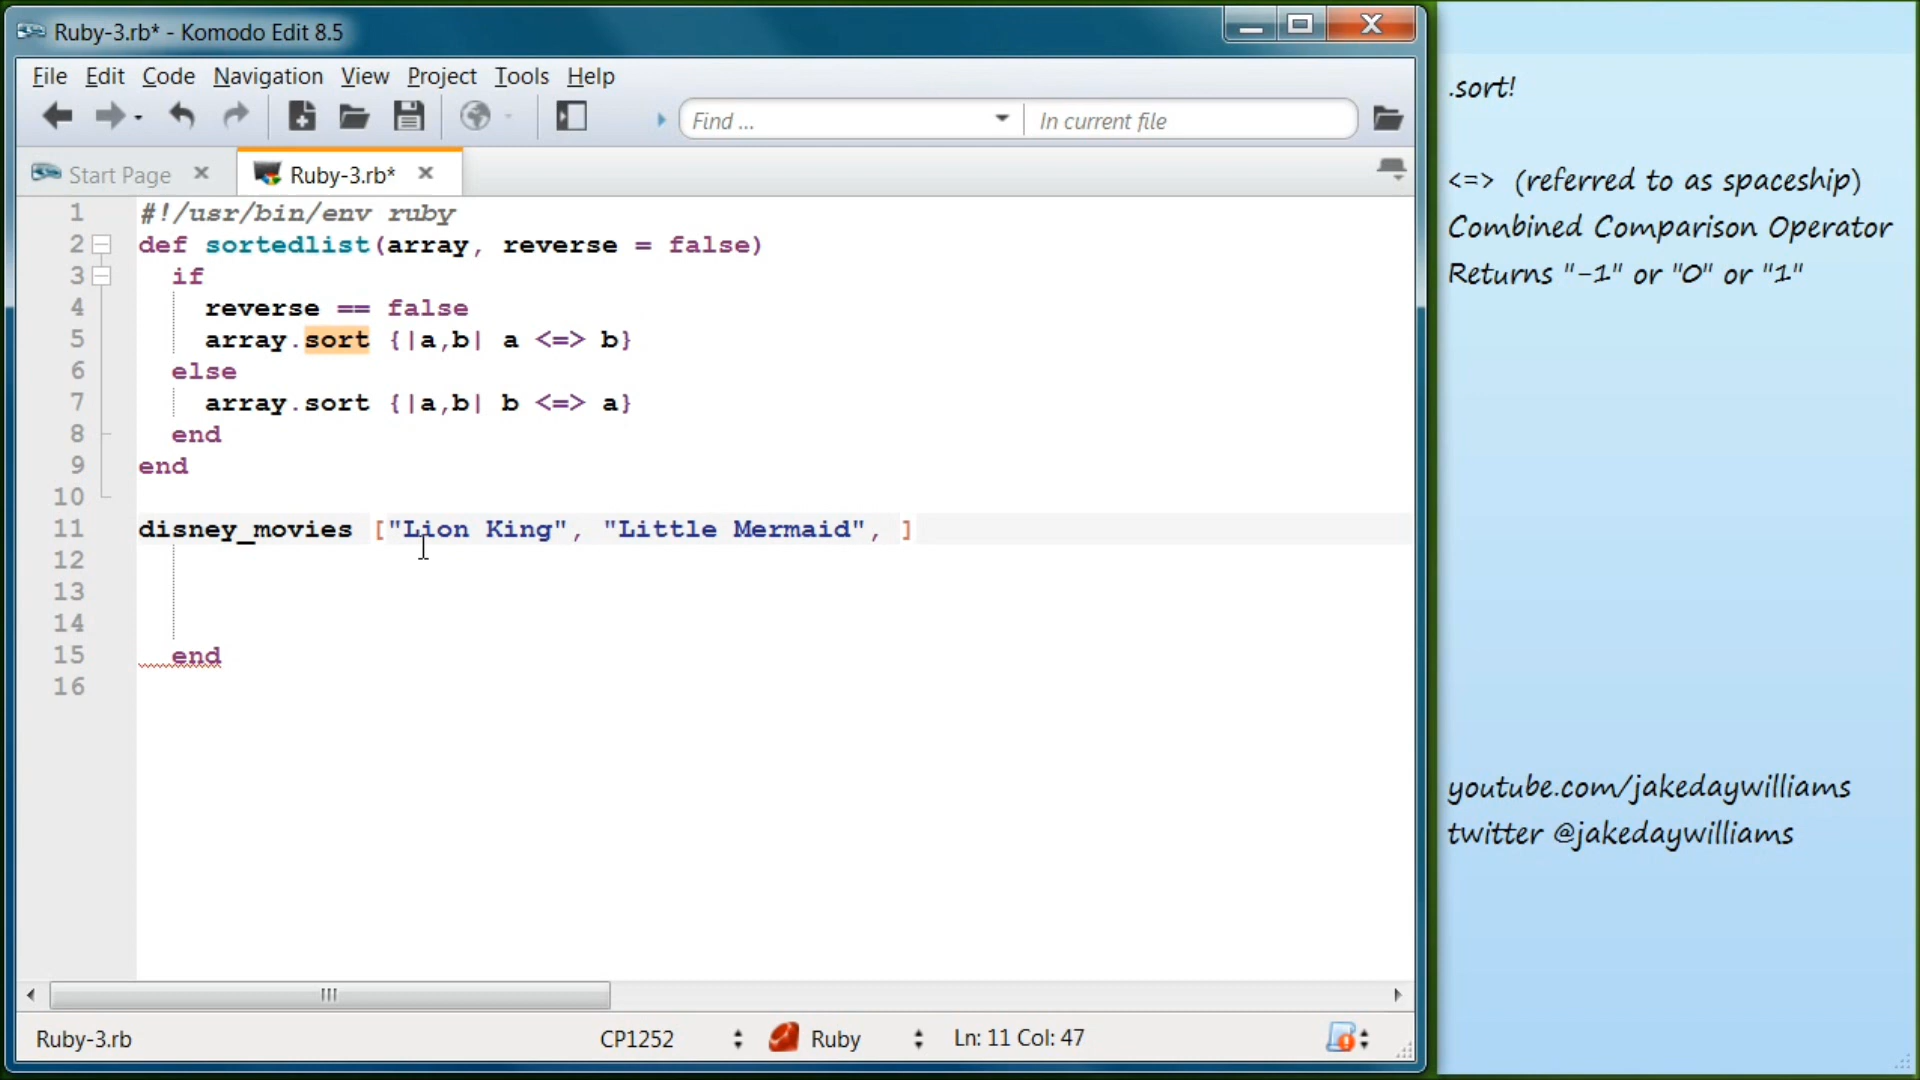 Ruby-3.rb* - Komodo Edit 8.5
File Edit Code Navigation View Project Tools Help
Find ... In current file
Start Page Ruby-3.rb*
1 #!/usr/bin/env ruby
2 def sortedlist(array, reverse = false)
3 if
4 reverse == false
5 array.sort {|a,b| a <=> b}
6 else
7 array.sort {|a,b| b <=> a}
8 end
9 end
10
11 disney_movies ["Lion King", "Little Mermaid", ]
12
13
14
15 end
16
Ruby-3.rb CP1252 Ruby Ln: 11 Col: 47
.sort!
<=> (referred to as spaceship)
Combined Comparison Operator
Returns "-1" or "0" or "1"
youtube.com/jakedaywilliams
twitter @jakedaywilliams